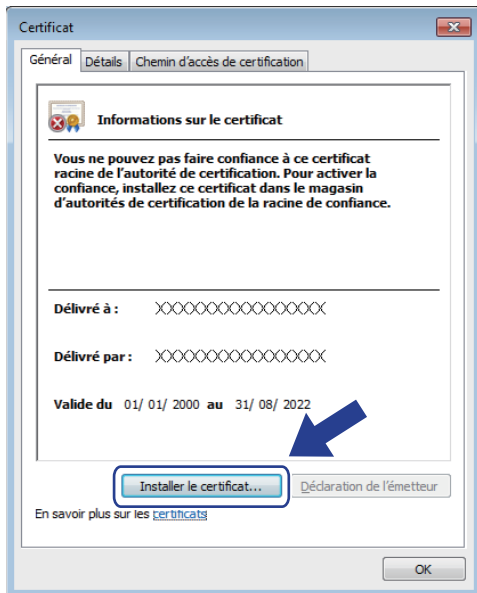 Certificat
Général Détails Chemin d'accès de certification
Informations sur le certificat
Vous ne pouvez pas faire confiance à ce certificat
racine de l'autorité de certification. Pour activer la
confiance, installez ce certificat dans le magasin
d'autorités de certification de la racine de confiance.
Délivré à : XXXXXXXXXXXXXXXX
Délivré par : XXXXXXXXXXXXXXXX
Valide du 01/ 01/ 2000 au 31/ 08/ 2022
Installer le certificat... Déclaration de l'émetteur
En savoir plus sur les certificats
OK